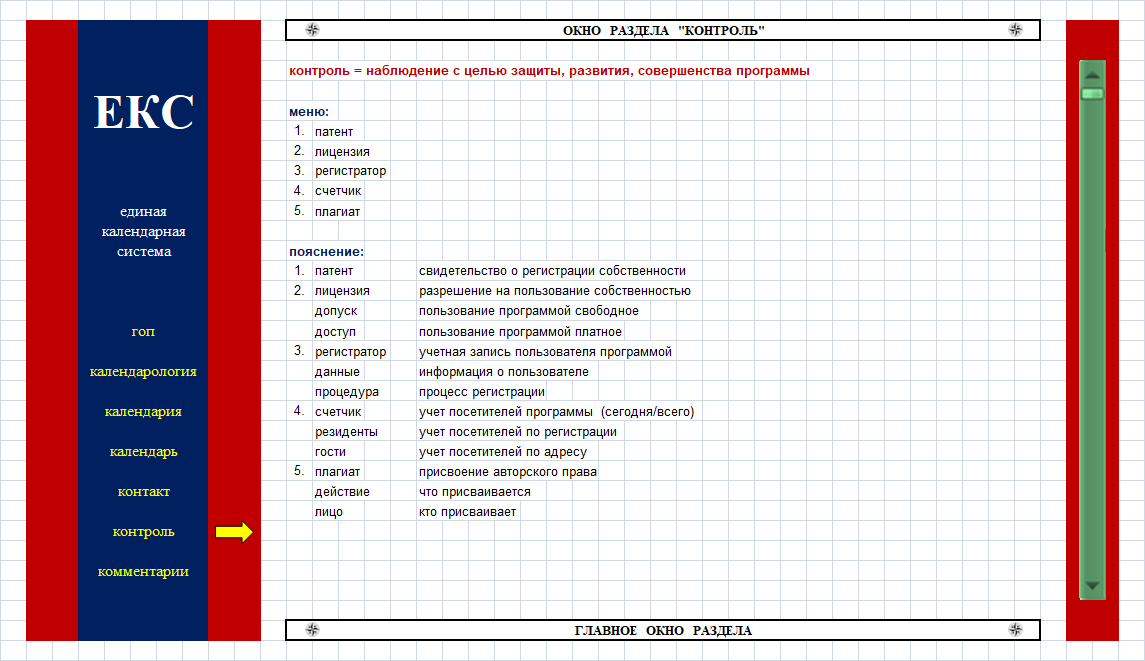 ЕКС
единая
календарная
система
гоп
календарология
календария
календарь
контакт
контроль
комментарии
ОКНО РАЗДЕЛА "КОНТРОЛЬ"
контроль = наблюдение с целью защиты, развития, совершенства программы
меню:
1. патент
2. лицензия
3. регистратор
4. счетчик
5. плагиат
пояснение:
1. патент свидетельство о регистрации собственности
2. лицензия разрешение на пользование собственностью
допуск пользование программой свободное
доступ пользование программой платное
3. регистратор учетная запись пользователя программой
данные информация о пользователе
процедура процесс регистрации
4. счетчик учет посетителей программы (сегодня/всего)
резиденты учет посетителей по регистрации
гости учет посетителей по адресу
5. плагиат присвоение авторского права
действие что присваивается
лицо кто присваивает
ГЛАВНОЕ ОКНО РАЗДЕЛА